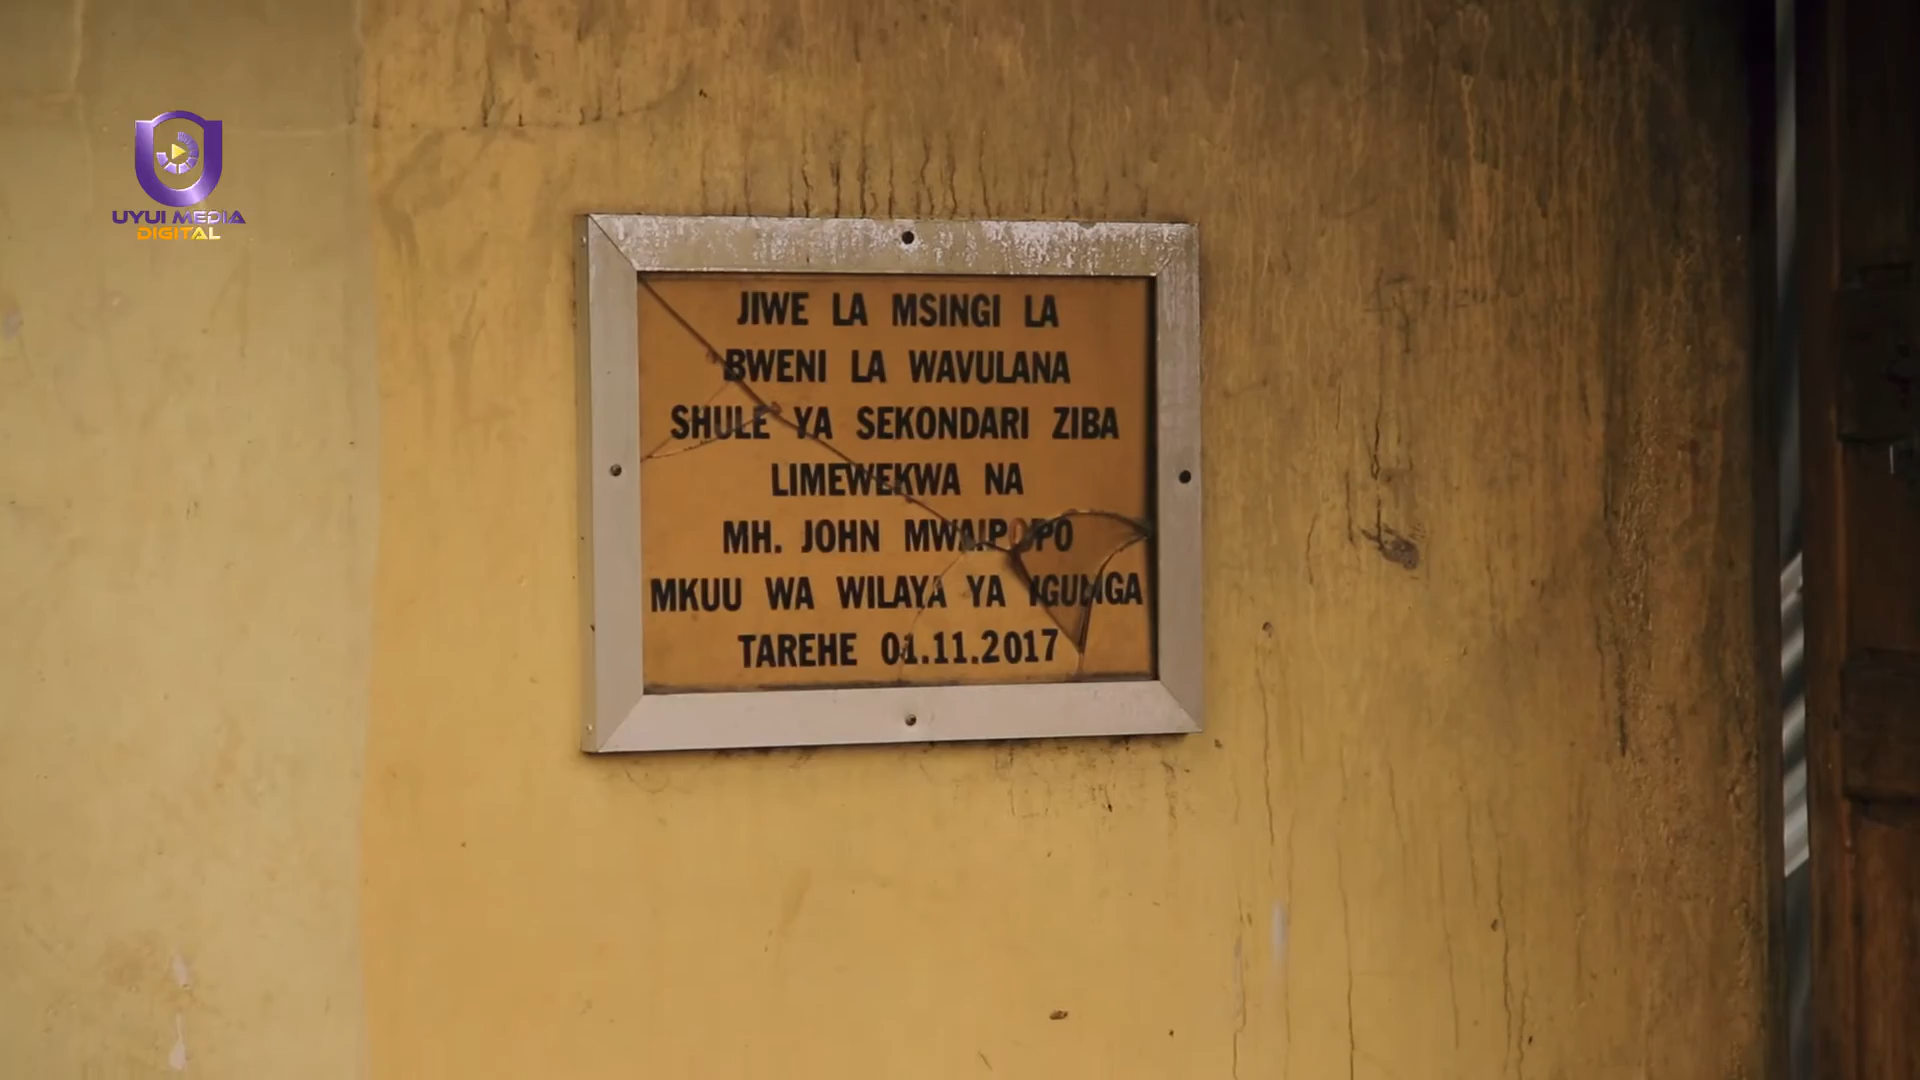 UYUI MEDIA
DIGITAL
JIWE LA MSINGI LA
BWENI LA WAVULANA
SHULE YA SEKONDARI ZIBA
LIMEWEKWA NA
MH. JOHN MWAIPOPO
MKUU WA WILAYA YA IGUNGA
TAREHE 01.11.2017